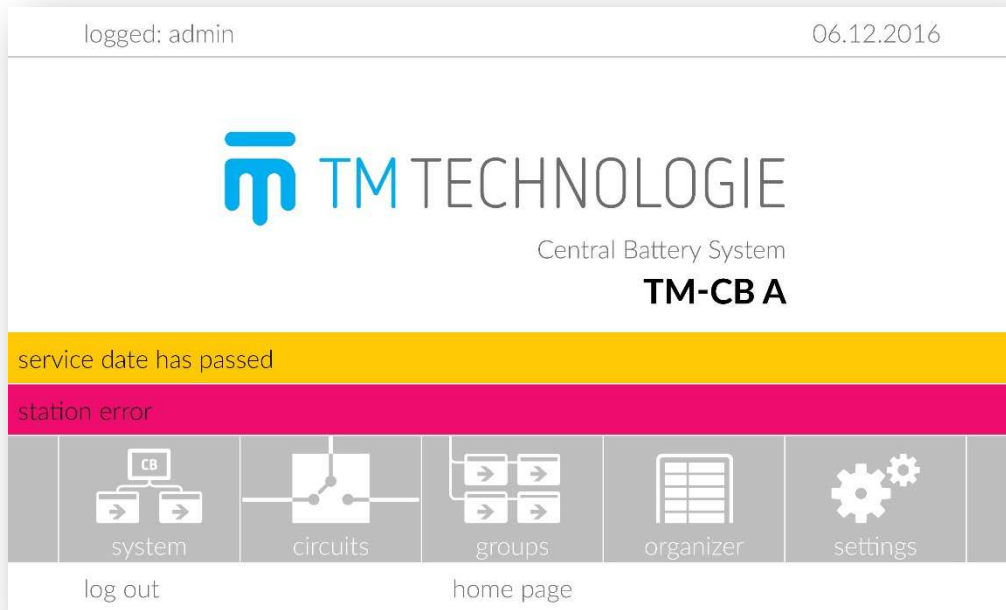 logged: admin 06.12.2016
TM TECHNOLOGIE
Central Battery System
TM-CB A
service date has passed
station error
CB
system circuits groups organizer settings
log out home page